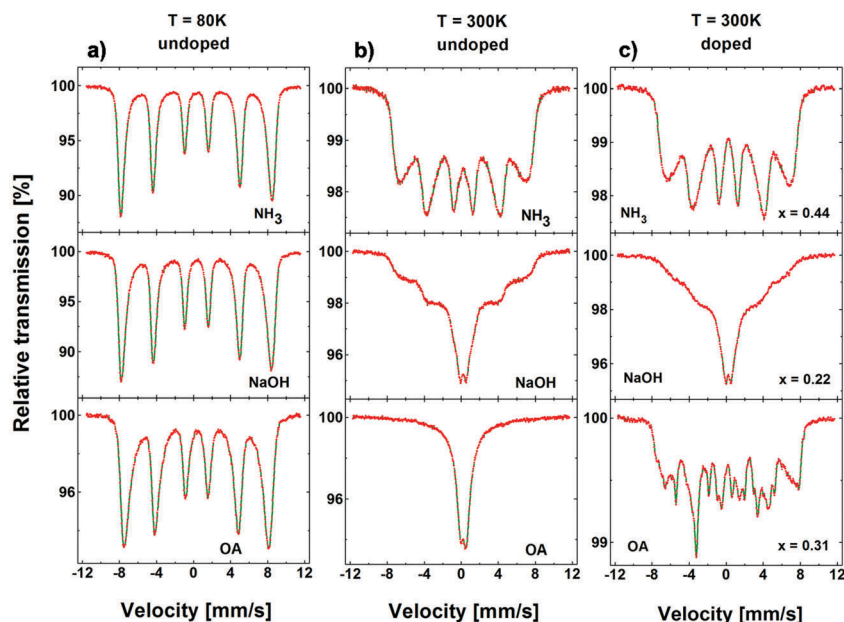 T = 80K
undoped
T = 300K
undoped
T = 300K
doped
a)
b)
c)
Relative transmission [%]
100
95
90
NH3
100
99
98
NH3
100
99
98
97
NH3
x = 0.44
100
95
90
NaOH
100
98
96
NaOH
100
98
96
NaOH
x = 0.22
100
96
OA
100
98
96
OA
100
99
OA
x = 0.31
-12 -8 -4 0 4 8 12
-12 -8 -4 0 4 8 12
-12 -8 -4 0 4 8 12
Velocity [mm/s]
Velocity [mm/s]
Velocity [mm/s]